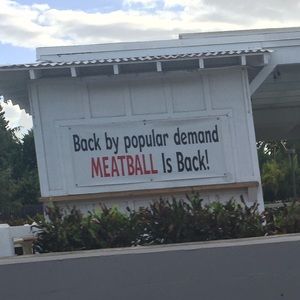 Back by popular demand
MEATBALL Is Back!